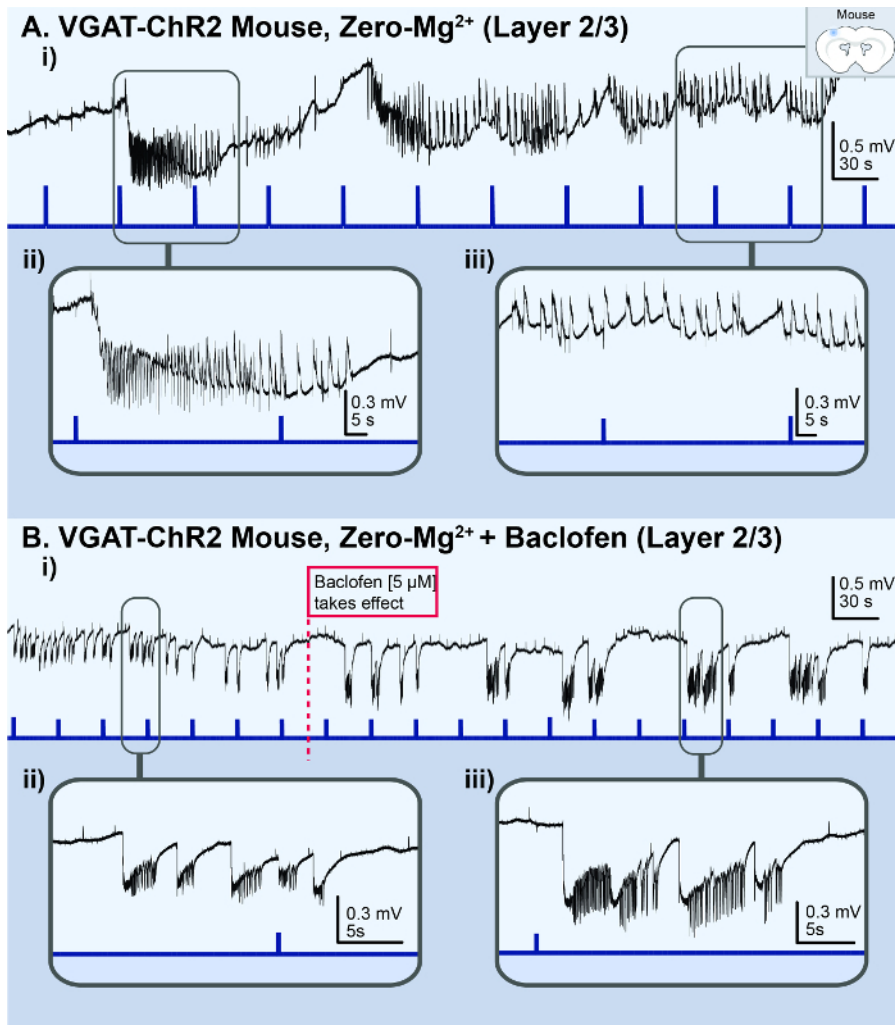 A. VGAT-ChR2 Mouse, Zero-Mg²⁺ (Layer 2/3)
Mouse
i)
0.5 mV
30 s
ii)
iii)
0.3 mV
5 s
0.3 mV
5 s
B. VGAT-ChR2 Mouse, Zero-Mg²⁺ + Baclofen (Layer 2/3)
i)
Baclofen [5 µM]
takes effect
0.5 mV
30 s
ii)
iii)
0.3 mV
5s
0.3 mV
5s